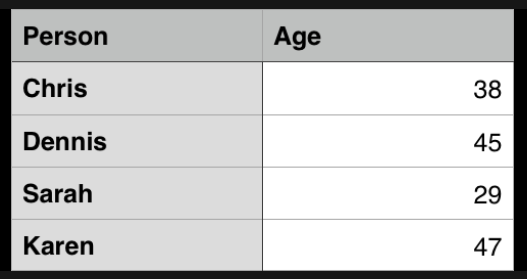 Person Age
Chris 38
Dennis 45
Sarah 29
Karen 47